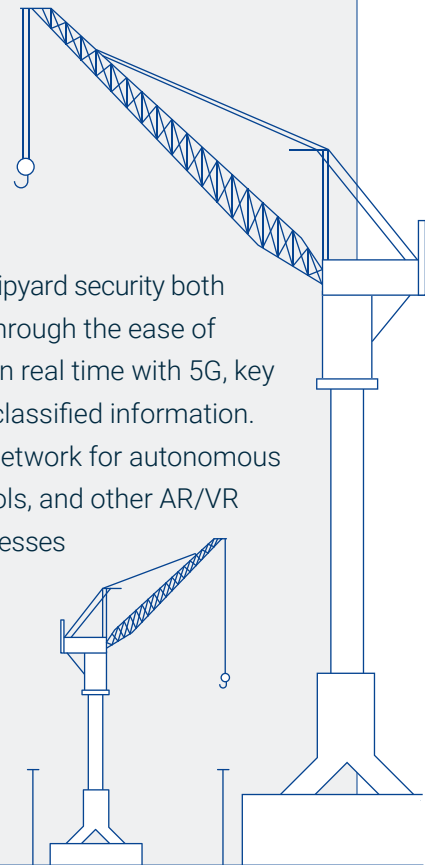 ipyard security both
hrough the ease of
n real time with 5G, key
classified information.
etwork for autonomous
ols, and other AR/VR
esses